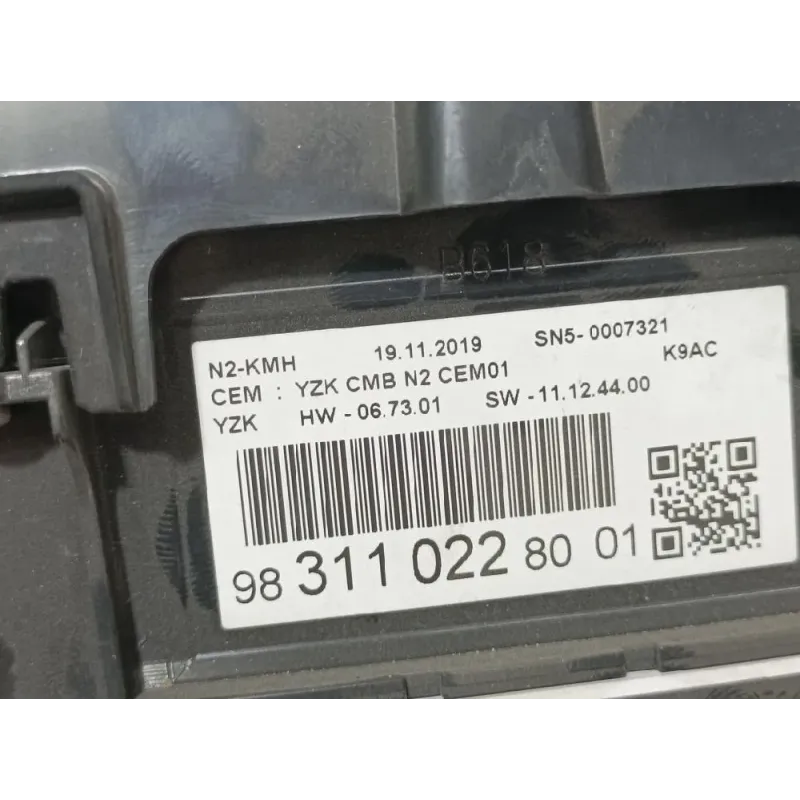 B618
N2-KMH 19.11.2019 SN5-0007321
CEM : YZK CMB N2 CEM01 K9AC
YZK HW - 06.73.01 SW - 11.12.44.00
98 311 022 80 01